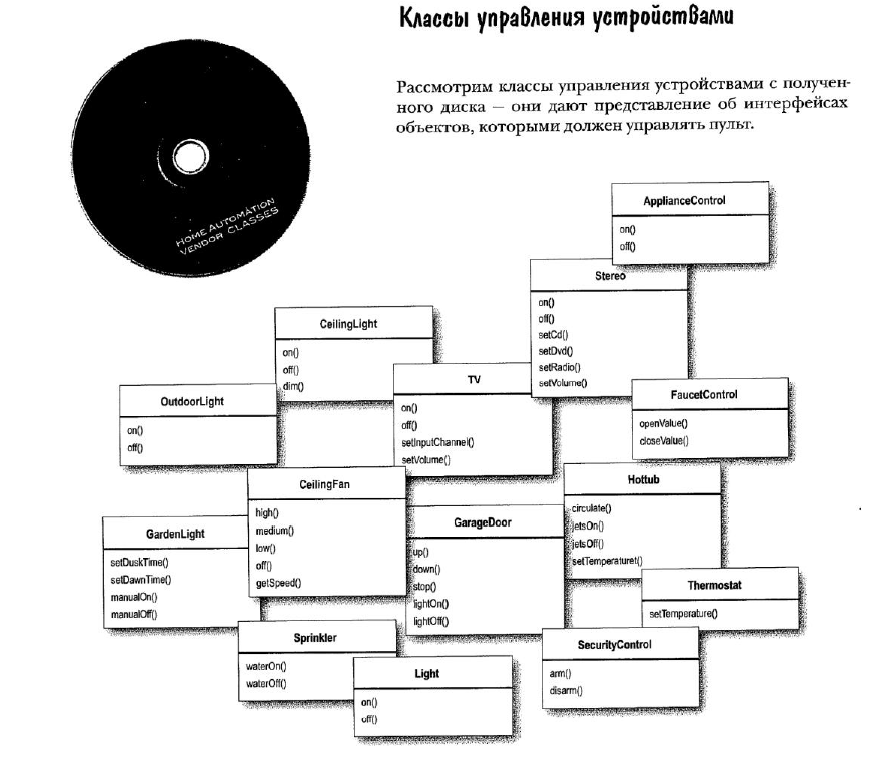 Классы управления устройствами
Рассмотрим классы управления устройствами с получен-
ного диска — они дают представление об интерфейсах
объектов, которыми должен управлять пульт.
HOME AUTOMATION
VENDOR CLASSES
ApplianceControl
on()
off()
Stereo
on()
off()
setCd()
setDvd()
setRadio()
setVolume()
CeilingLight
on()
off()
dim()
TV
on()
off()
setInputChannel()
setVolume()
OutdoorLight
on()
off()
FaucetControl
openValue()
closeValue()
CeilingFan
high()
medium()
low()
off()
getSpeed()
Hottub
circulate()
jetsOn()
jetsOff()
setTemperaturet()
GardenLight
setDuskTime()
setDawnTime()
manualOn()
manualOff()
GarageDoor
up()
down()
stop()
lightOn()
lightOff()
Thermostat
setTemperature()
Sprinkler
waterOn()
waterOff()
SecurityControl
arm()
disarm()
Light
on()
off()